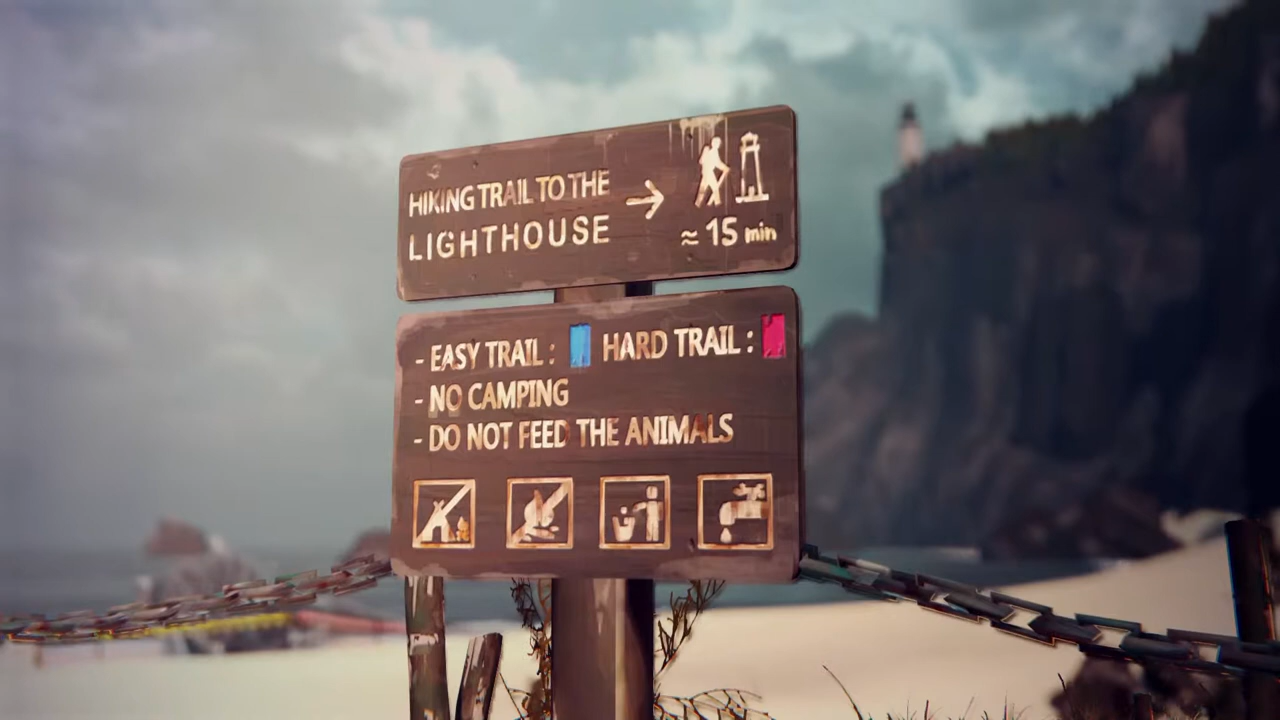 HIKING TRAIL TO THE →
LIGHTHOUSE
≈ 15 min
- EASY TRAIL : HARD TRAIL :
- NO CAMPING
- DO NOT FEED THE ANIMALS